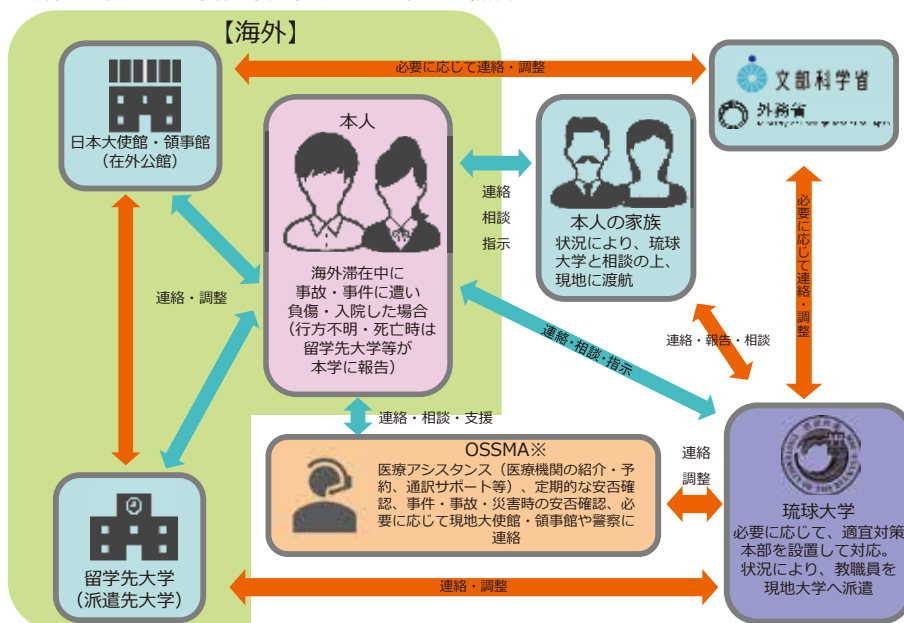 【海外】
日本大使館・領事館
（在外公館）
必要に応じて連絡・調整
文部科学省
外務省
本人
海外滞在中に
事故・事件に遭い
負傷・入院した場合
（行方不明・死亡時は
留学先大学等が
本学に報告）
連絡
相談
指示
本人の家族
状況により、琉球
大学と相談の上、
現地に渡航
必要に応じて連絡・調整
連絡・調整
連絡・相談・指示
連絡・報告・相談
連絡・相談・支援
OSSMA※
医療アシスタンス（医療機関の紹介・予
約、通訳サポート等）、定期的な安否確
認、事件・事故・災害時の安否確認、必
要に応じて現地大使館・領事館や警察に
連絡
連絡
調整
琉球大学
必要に応じて、適宜対策
本部を設置して対応。
状況により、教職員を
現地大学へ派遣
留学先大学
（派遣先大学）
連絡・調整